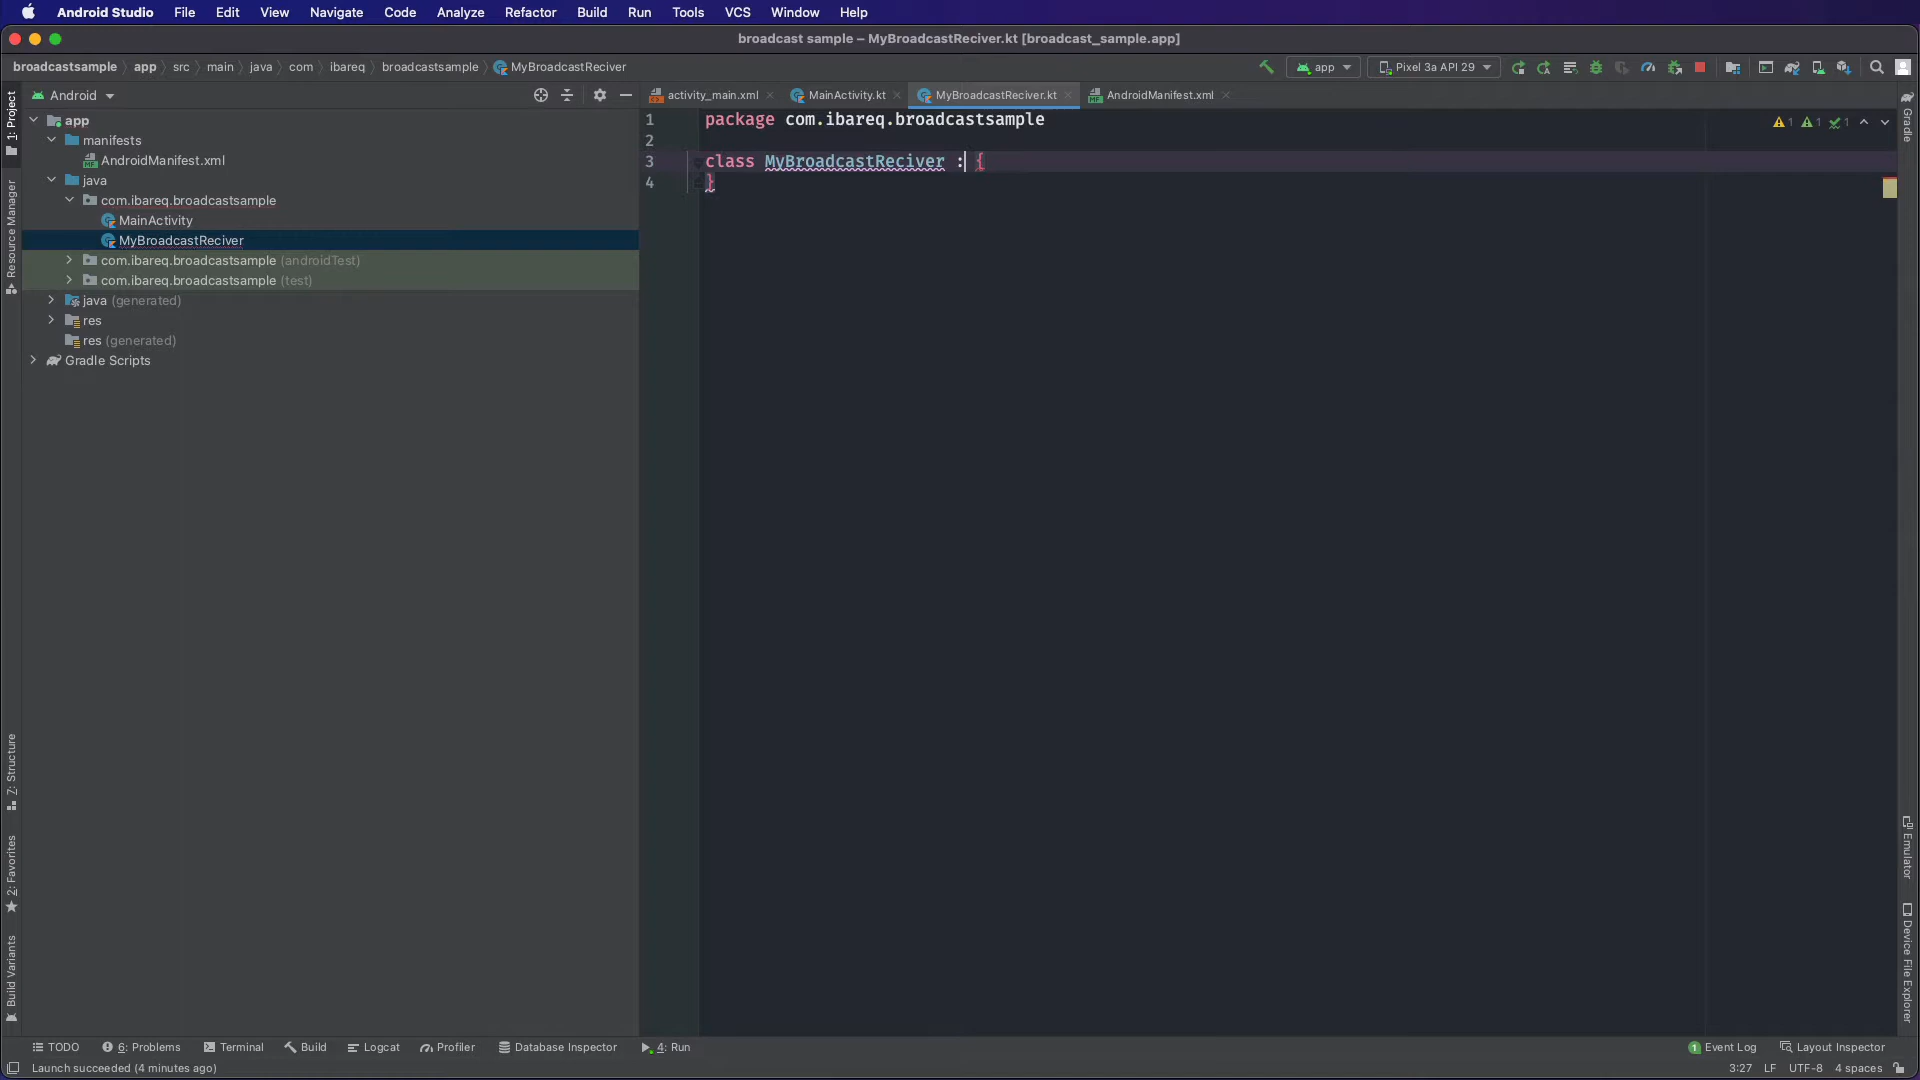 Android Studio File Edit View Navigate Code Analyze Refactor Build Run Tools VCS Window Help
broadcast sample – MyBroadcastReciver.kt [broadcast_sample.app]
broadcastsample app src main java com ibareq broadcastsample MyBroadcastReciver app Pixel 3a API 29
Android activity_main.xml MainActivity.kt MyBroadcastReciver.kt AndroidManifest.xml
1: Project
Resource Manager
Z: Structure
2: Favorites
Build Variants
app
manifests
AndroidManifest.xml
java
com.ibareq.broadcastsample
MainActivity
MyBroadcastReciver
com.ibareq.broadcastsample (androidTest)
com.ibareq.broadcastsample (test)
java (generated)
res
res (generated)
Gradle Scripts
1 package com.ibareq.broadcastsample
2
3 class MyBroadcastReciver : {
4 }
1 1 1
Gradle
Emulator
Device File Explorer
TODO 6: Problems Terminal Build Logcat Profiler Database Inspector 4: Run 1 Event Log Layout Inspector
Launch succeeded (4 minutes ago) 3:27 LF UTF-8 4 spaces